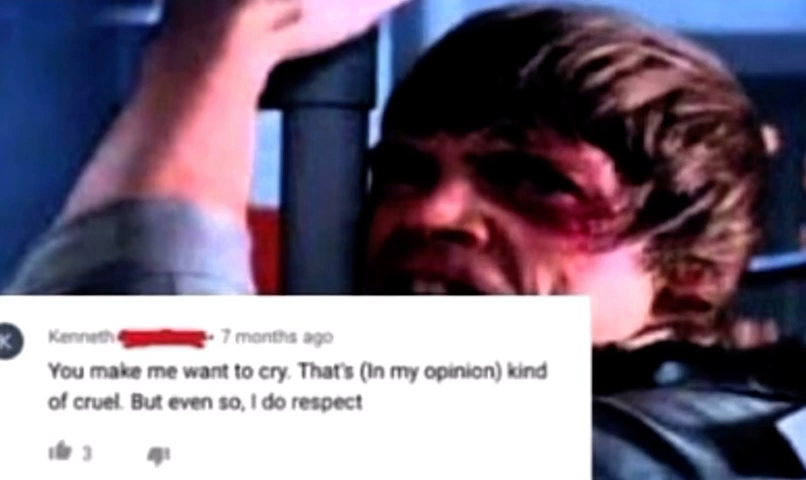 K
Kenneth 7 months ago
You make me want to cry. That's (In my opinion) kind
of cruel. But even so, I do respect
3